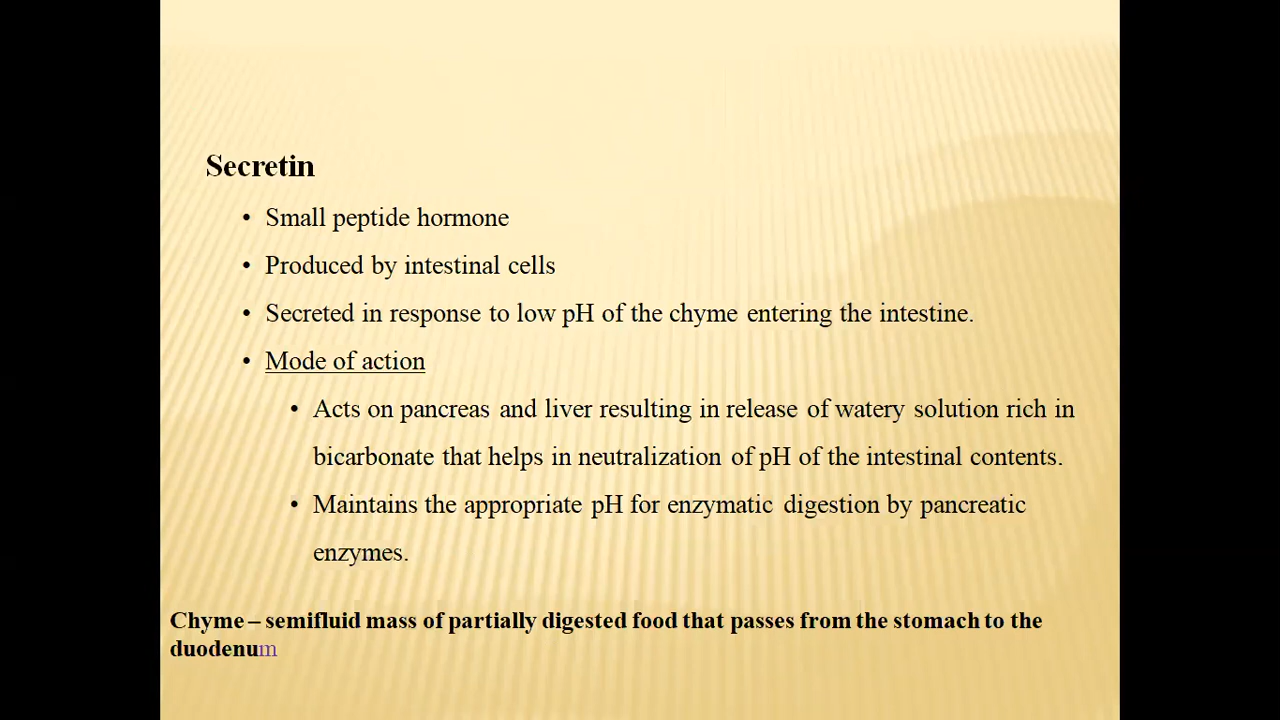 Secretin
• Small peptide hormone
• Produced by intestinal cells
• Secreted in response to low pH of the chyme entering the intestine.
• Mode of action
• Acts on pancreas and liver resulting in release of watery solution rich in
bicarbonate that helps in neutralization of pH of the intestinal contents.
• Maintains the appropriate pH for enzymatic digestion by pancreatic
enzymes.
Chyme – semifluid mass of partially digested food that passes from the stomach to the
duodenum